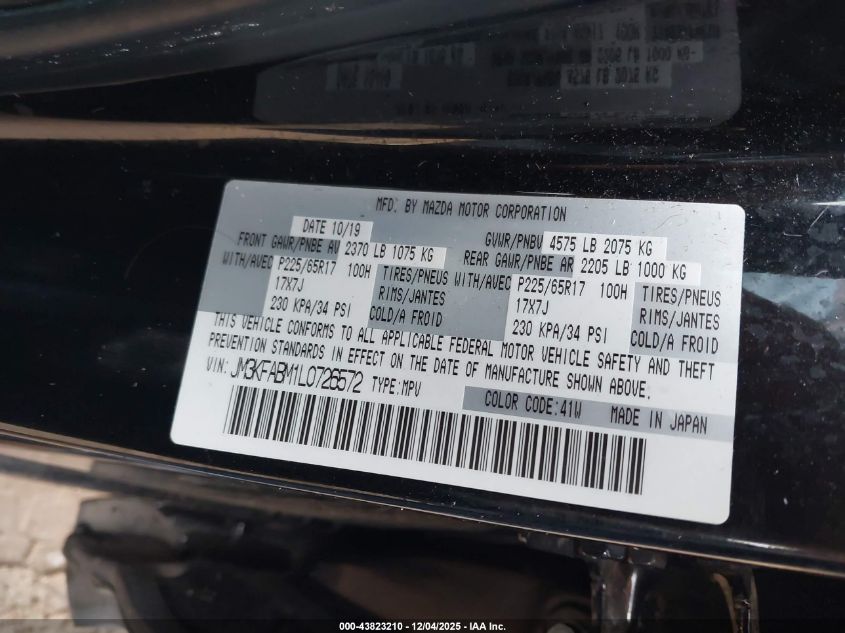 MFD. BY MAZDA MOTOR CORPORATION
DATE 10/19
GVWR/PNBV 4575 LB 2075 KG
FRONT GAWR/PNBE AV 2370 LB 1075 KG
REAR GAWR/PNBE AR 2205 LB 1000 KG
WITH/AVEC P225/65R17 100H TIRES/PNEUS WITH/AVEC P225/65R17 100H TIRES/PNEUS
17X7J RIMS/JANTES 17X7J RIMS/JANTES
230 KPA/34 PSI COLD/A FROID 230 KPA/34 PSI COLD/A FROID
THIS VEHICLE CONFORMS TO ALL APPLICABLE FEDERAL MOTOR VEHICLE SAFETY AND THEFT
PREVENTION STANDARDS IN EFFECT ON THE DATE OF MANUFACTURE SHOWN ABOVE.
VIN: JM3KFABM1L0726572 TYPE:MPV
COLOR CODE:41W MADE IN JAPAN
000-43823210 - 12/04/2025 - IAA Inc.